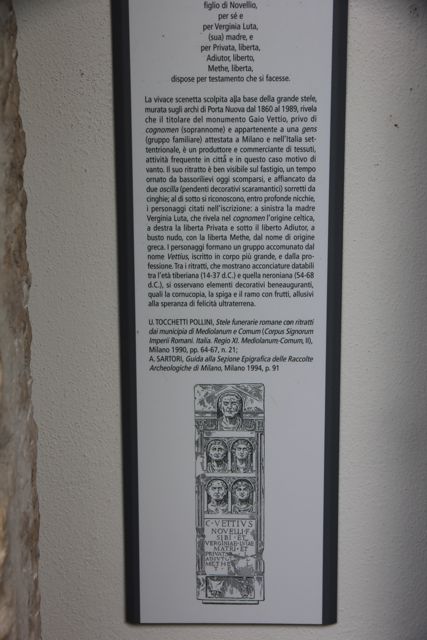 figlio di Novellio,
per sé e
per Verginia Luta,
(sua) madre, e
per Privata, liberta,
Adiutor, liberto,
Methe, liberta,
dispose per testamento che si facesse.
La vivace scenetta scolpita alla base della grande stele,
murata sugli archi di Porta Nuova dal 1860 al 1989, rivela
che il titolare del monumento Gaio Vettio, privo di
cognomen (soprannome) e appartenente a una gens
(gruppo familiare) attestata a Milano e nell'Italia set-
tentrionale, è un produttore e commerciante di tessuti,
attività frequente in città e in questo caso motivo di
vanto. Il suo ritratto è ben visibile sul fastigio, un tempo
ornato da bassorilievi oggi scomparsi, e affiancato da
due oscilla (pendenti decorativi scaramantici) sorretti da
cinghie; al di sotto si riconoscono, entro profonde nicchie,
i personaggi citati nell'iscrizione: a sinistra la madre
Verginia Luta, che rivela nel cognomen l'origine celtica,
a destra la liberta Privata e sotto il liberto Adiutor, a
busto nudo, con la liberta Methe, dal nome di origine
greca. I personaggi formano un gruppo accomunato dal
nome Vettius, iscritto in corpo più grande, e dalla pro-
fessione. Tra i ritratti, che mostrano acconciature databili
tra l'età tiberiana (14-37 d.C.) e quella neroniana (54-68
d.C.), si osservano elementi decorativi beneauguranti,
quali la cornucopia, la spiga e il ramo con frutti, allusivi
alla speranza di felicità ultraterrena.
U. TOCCHETTI POLLINI, Stele funerarie romane con ritratti
dai municipia di Mediolanum e Comum (Corpus Signorum
Imperii Romani. Italia. Regio XI. Mediolanum-Comum, II),
Milano 1990, pp. 64-67, n. 21;
A. SARTORI, Guida alla Sezione Epigrafica delle Raccolte
Archeologiche di Milano, Milano 1994, p. 91
C·VETTIVS
NOVELLI·F
SIBI·ET
VERGINIAE·LVTAE
MATRI·ET
PRIVATAE
ADIVTO
METHE